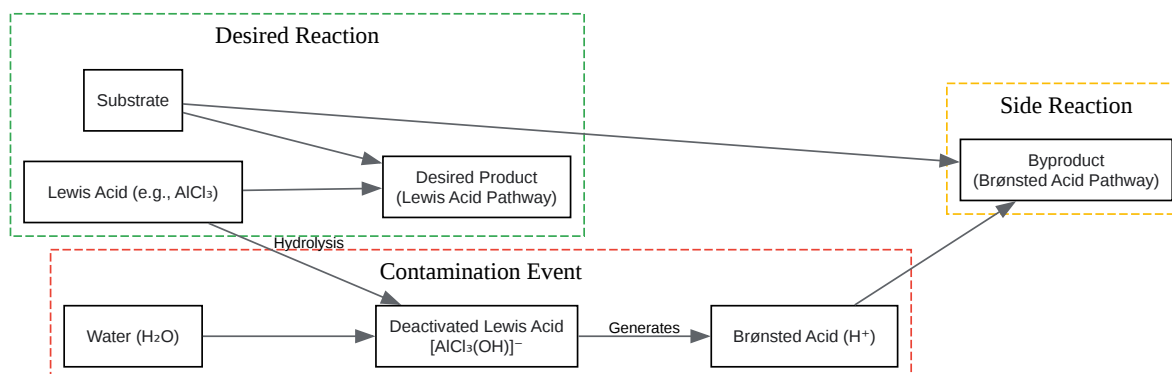 Desired Reaction
Substrate
Lewis Acid (e.g., AlCl₃)
Desired Product
(Lewis Acid Pathway)
Side Reaction
Byproduct
(Brønsted Acid Pathway)
Hydrolysis
Contamination Event
Water (H₂O)
Deactivated Lewis Acid
[AlCl₃(OH)]⁻
Generates
Brønsted Acid (H⁺)